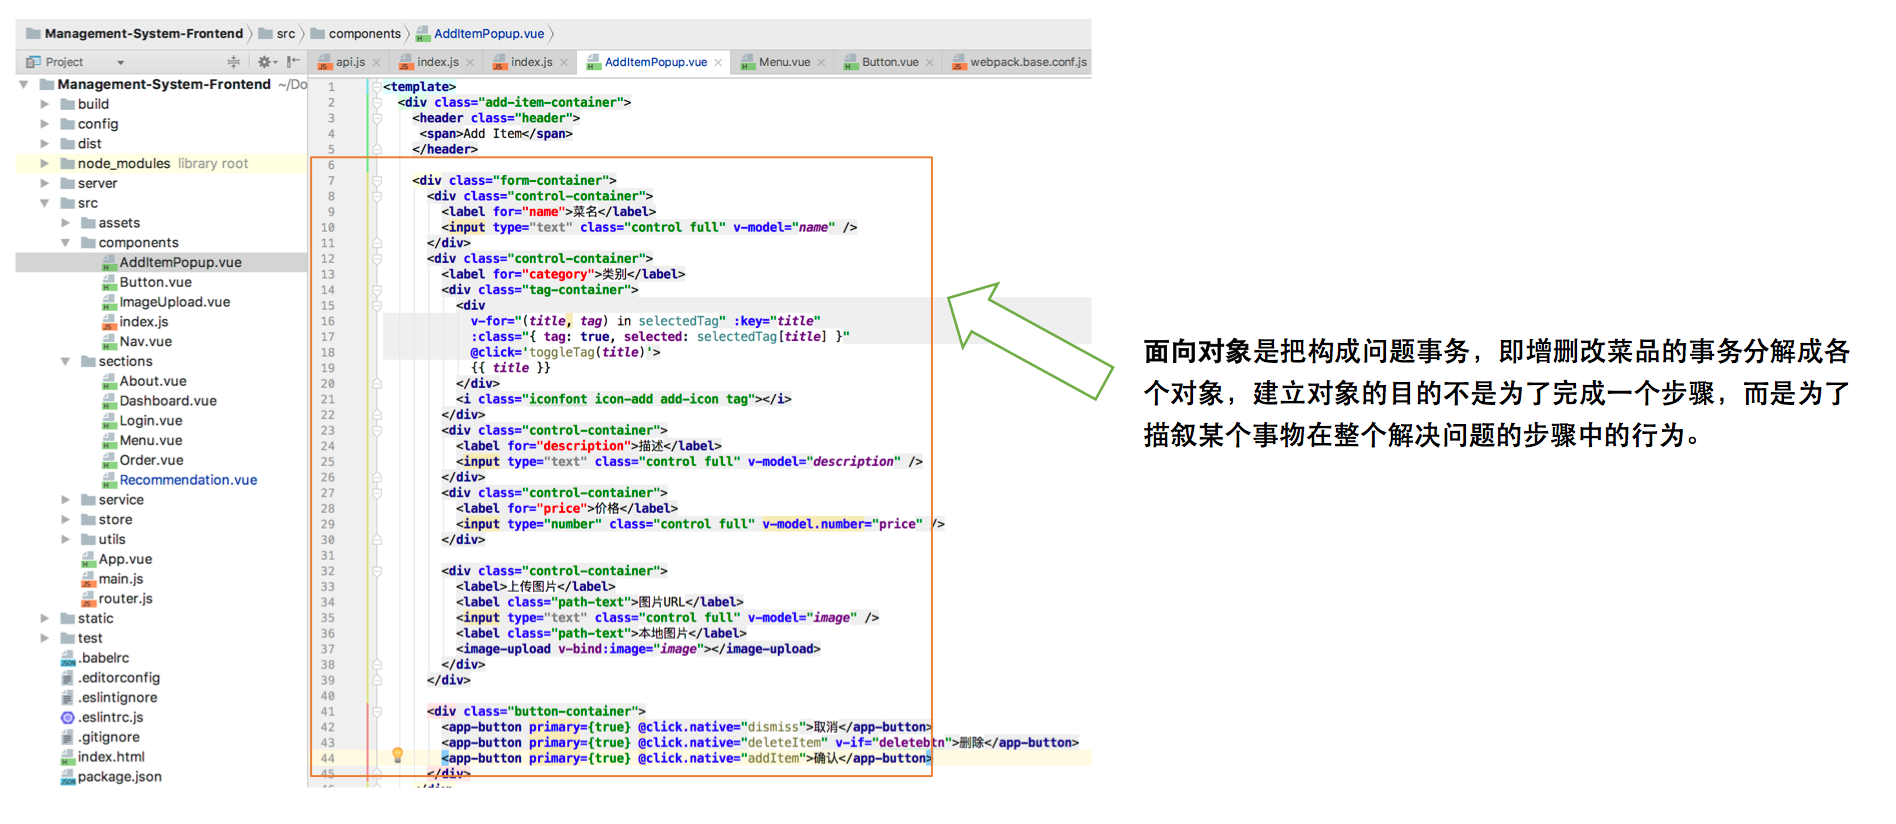 Management-System-Frontend src components AddItemPopup.vue
Project
api.js index.js index.js AddItemPopup.vue Menu.vue Button.vue webpack.base.conf.js
Management-System-Frontend ~/Do
build
config
dist
node_modules library root
server
src
assets
components
AddItemPopup.vue
Button.vue
ImageUpload.vue
index.js
Nav.vue
sections
About.vue
Dashboard.vue
Login.vue
Menu.vue
Order.vue
Recommendation.vue
service
store
utils
App.vue
main.js
router.js
static
test
.babelrc
.editorconfig
.eslintignore
.eslintrc.js
.gitignore
index.html
package.json
1 <template>
2 <div class="add-item-container">
3 <header class="header">
4 <span>Add Item</span>
5 </header>
6
7 <div class="form-container">
8 <div class="control-container">
9 <label for="name">菜名</label>
10 <input type="text" class="control full" v-model="name" />
11 </div>
12 <div class="control-container">
13 <label for="category">类别</label>
14 <div class="tag-container">
15 <div
16 v-for="(title, tag) in selectedTag" :key="title"
17 :class="{ tag: true, selected: selectedTag[title] }"
18 @click='toggleTag(title)'>
19 {{ title }}
20 </div>
21 <i class="iconfont icon-add add-icon tag"></i>
22 </div>
23 <div class="control-container">
24 <label for="description">描述</label>
25 <input type="text" class="control full" v-model="description" />
26 </div>
27 <div class="control-container">
28 <label for="price">价格</label>
29 <input type="number" class="control full" v-model.number="price" />
30 </div>
31
32 <div class="control-container">
33 <label>上传图片</label>
34 <label class="path-text">图片URL</label>
35 <input type="text" class="control full" v-model="image" />
36 <label class="path-text">本地图片</label>
37 <image-upload v-bind:image="image"></image-upload>
38 </div>
39 </div>
40
41 <div class="button-container">
42 <app-button primary={true} @click.native="dismiss">取消</app-button>
43 <app-button primary={true} @click.native="deleteItem" v-if="deletebtn">删除</app-button>
44 <app-button primary={true} @click.native="addItem">确认</app-button>
45 </div>
面向对象是把构成问题事务，即增删改菜品的事务分解成各
个对象，建立对象的目的不是为了完成一个步骤，而是为了
描叙某个事物在整个解决问题的步骤中的行为。